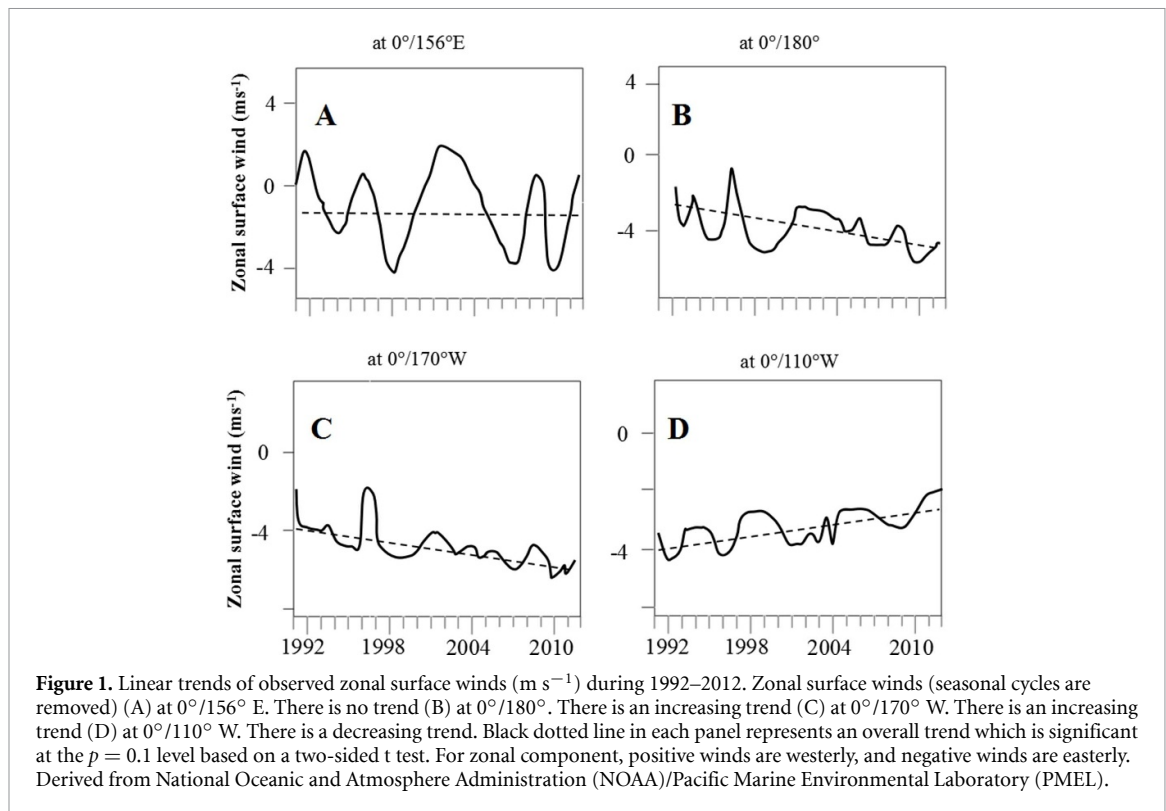 at 0°/156°E
at 0°/180°
Zonal surface wind (ms⁻¹)
4
0
-4
A
4
0
-4
B
at 0°/170°W
at 0°/110°W
Zonal surface wind (ms⁻¹)
0
-4
C
0
-4
D
1992 1998 2004 2010
1992 1998 2004 2010
Figure 1. Linear trends of observed zonal surface winds (m s⁻¹) during 1992–2012. Zonal surface winds (seasonal cycles are
removed) (A) at 0°/156° E. There is no trend (B) at 0°/180°. There is an increasing trend (C) at 0°/170° W. There is an increasing
trend (D) at 0°/110° W. There is a decreasing trend. Black dotted line in each panel represents an overall trend which is significant
at the p = 0.1 level based on a two-sided t test. For zonal component, positive winds are westerly, and negative winds are easterly.
Derived from National Oceanic and Atmosphere Administration (NOAA)/Pacific Marine Environmental Laboratory (PMEL).